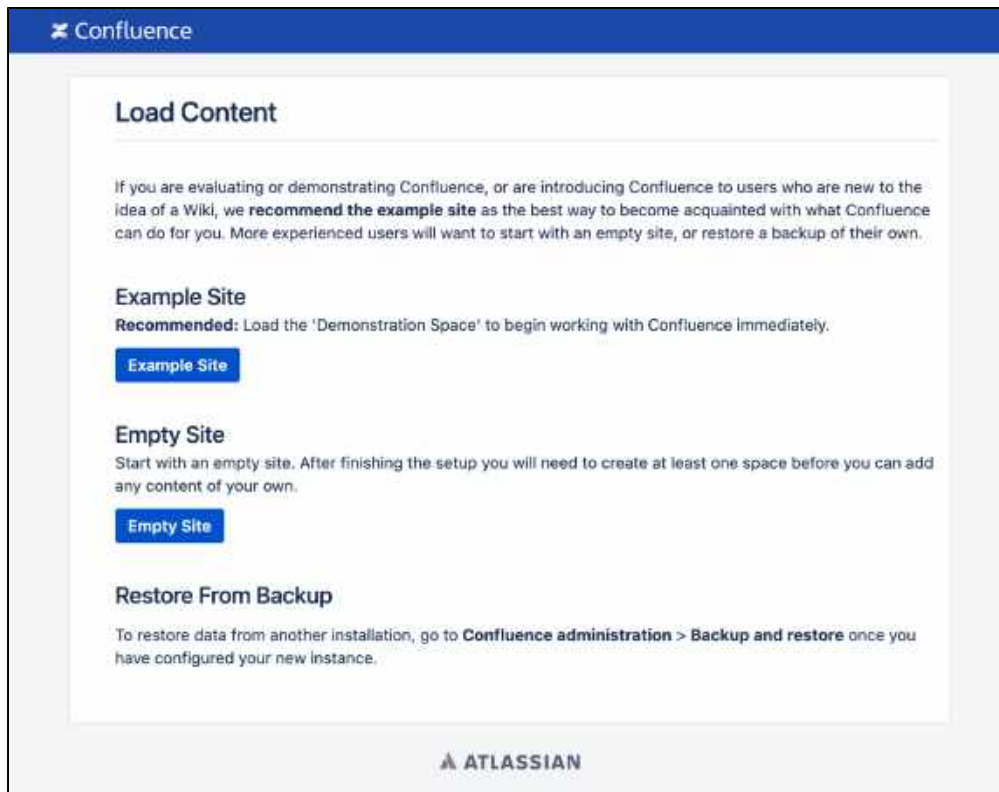 Confluence
Load Content
If you are evaluating or demonstrating Confluence, or are introducing Confluence to users who are new to the
idea of a Wiki, we recommend the example site as the best way to become acquainted with what Confluence
can do for you. More experienced users will want to start with an empty site, or restore a backup of their own.
Example Site
Recommended: Load the 'Demonstration Space' to begin working with Confluence immediately.
Example Site
Empty Site
Start with an empty site. After finishing the setup you will need to create at least one space before you can add
any content of your own.
Empty Site
Restore From Backup
To restore data from another installation, go to Confluence administration > Backup and restore once you
have configured your new instance.
ATLASSIAN